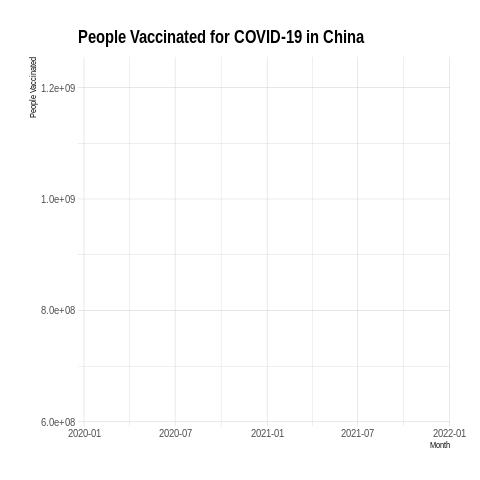 People Vaccinated for COVID-19 in China
People Vaccinated
1.2e+09
1.0e+09
8.0e+08
6.0e+08
2020-01 2020-07 2021-01 2021-07 2022-01
Month